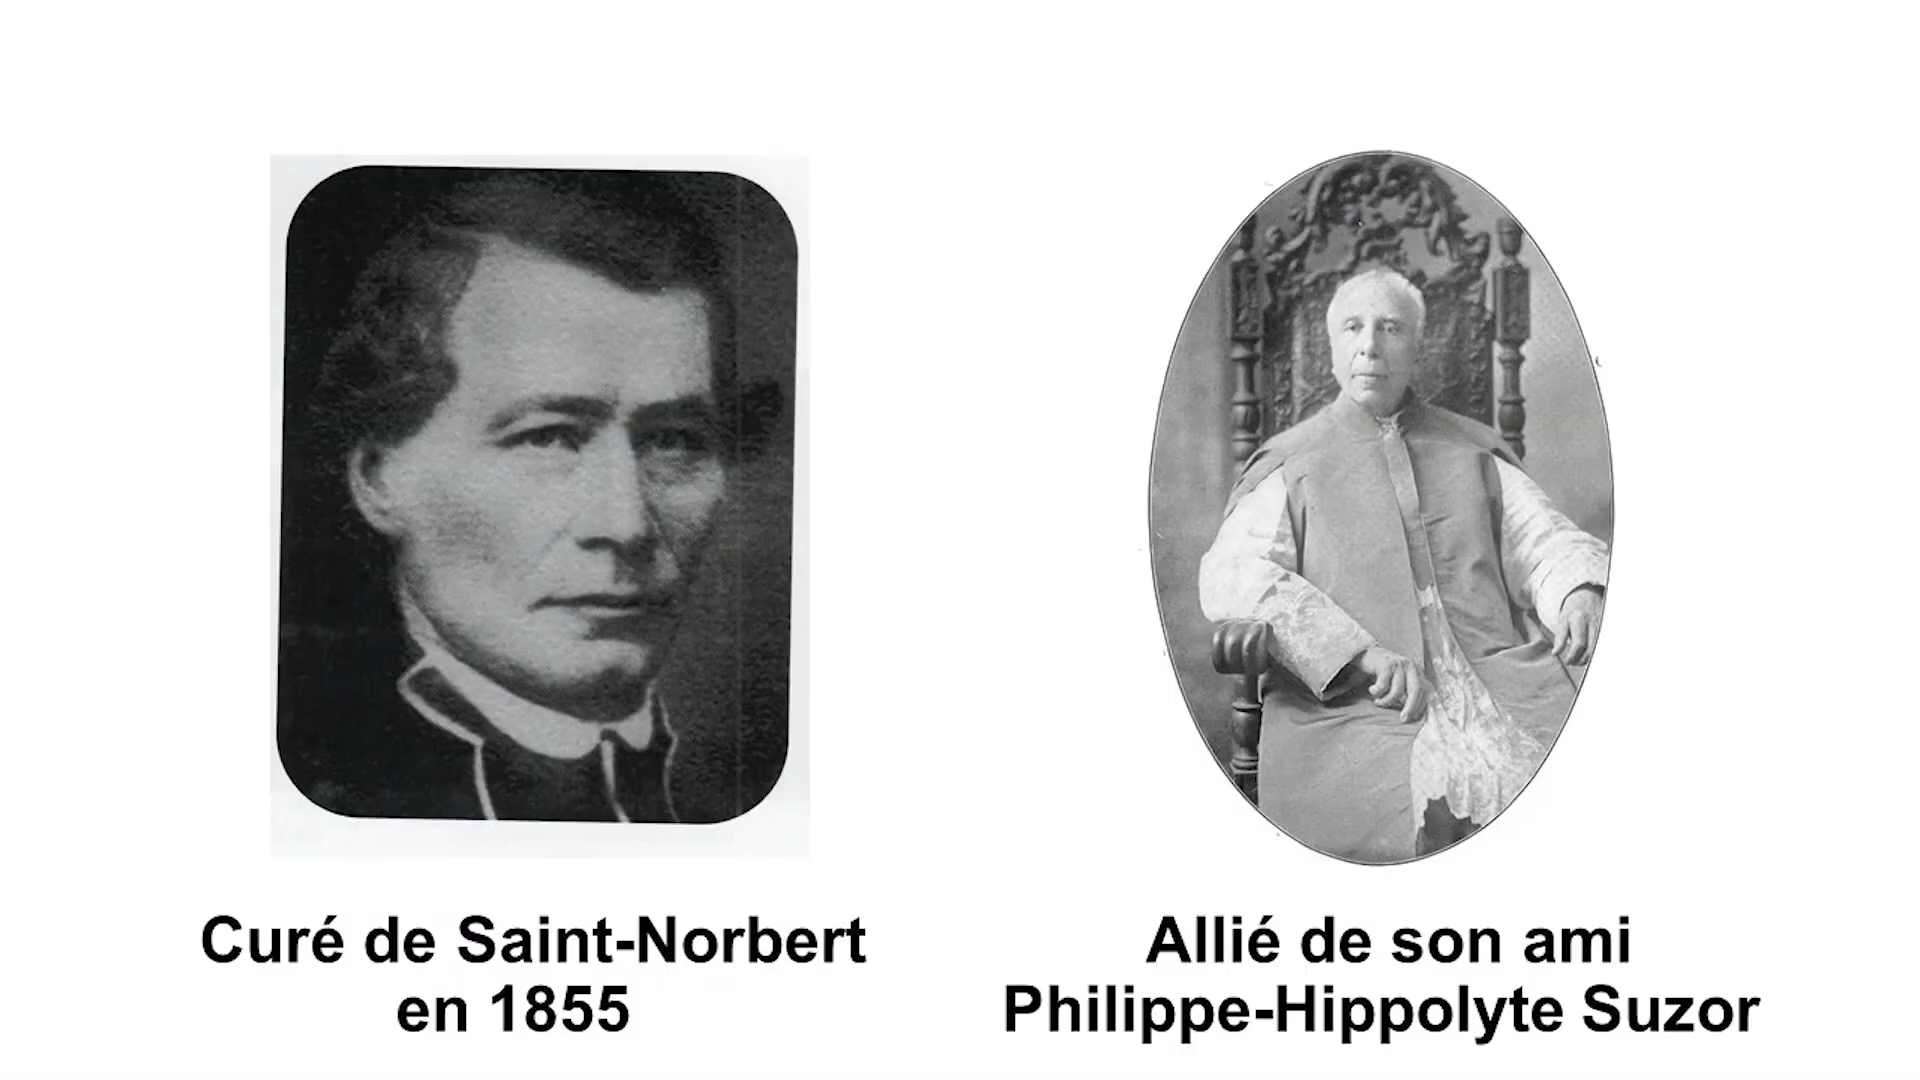 Curé de Saint-Norbert
en 1855
Allié de son ami
Philippe-Hippolyte Suzor